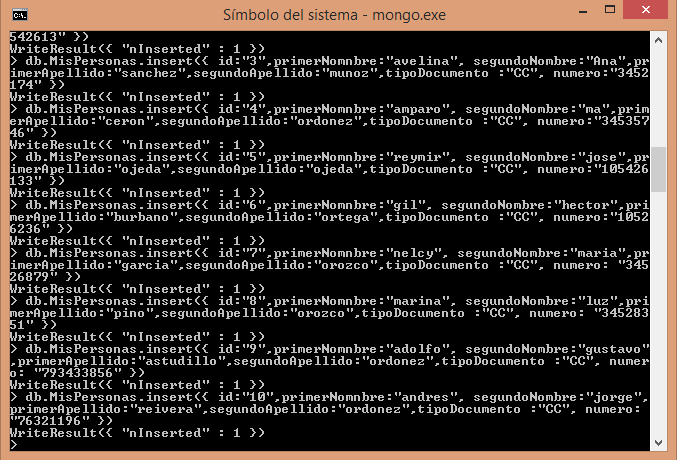 Símbolo del sistema - mongo.exe
542613" })
WriteResult({ "nInserted" : 1 })
> db.MisPersonas.insert({ id:"3",primerNomnbre:"avelina", segundoNombre:"Ana",pr
imerApellido:"sanchez",segundoApellido:"munoz",tipoDocumento :"CC", numero:"3452
174" })
WriteResult({ "nInserted" : 1 })
> db.MisPersonas.insert({ id:"4",primerNomnbre:"amparo", segundoNombre:"ma",prim
erApellido:"ceron",segundoApellido:"ordonez",tipoDocumento :"CC", numero:"345357
46" })
WriteResult({ "nInserted" : 1 })
> db.MisPersonas.insert({ id:"5",primerNomnbre:"reymir", segundoNombre:"jose",pr
imerApellido:"ojeda",segundoApellido:"ojeda",tipoDocumento :"CC", numero:"105426
133" })
WriteResult({ "nInserted" : 1 })
> db.MisPersonas.insert({ id:"6",primerNomnbre:"gil", segundoNombre:"hector",pri
merApellido:"burbano",segundoApellido:"ortega",tipoDocumento :"CC", numero:"1052
6236" })
WriteResult({ "nInserted" : 1 })
> db.MisPersonas.insert({ id:"7",primerNomnbre:"nelcy", segundoNombre:"maria",pr
imerApellido:"garcia",segundoApellido:"orozco",tipoDocumento :"CC", numero: "345
26879" })
WriteResult({ "nInserted" : 1 })
> db.MisPersonas.insert({ id:"8",primerNomnbre:"marina", segundoNombre:"luz",pri
merApellido:"pino",segundoApellido:"orozco",tipoDocumento :"CC", numero: "345283
51" })
WriteResult({ "nInserted" : 1 })
> db.MisPersonas.insert({ id:"9",primerNomnbre:"adolfo", segundoNombre:"gustavo"
,primerApellido:"astudillo",segundoApellido:"ordonez",tipoDocumento :"CC", numer
o: "793433856" })
WriteResult({ "nInserted" : 1 })
> db.MisPersonas.insert({ id:"10",primerNomnbre:"andres", segundoNombre:"jorge",
primerApellido:"reivera",segundoApellido:"ordonez",tipoDocumento :"CC", numero:
"76321196" })
WriteResult({ "nInserted" : 1 })
>